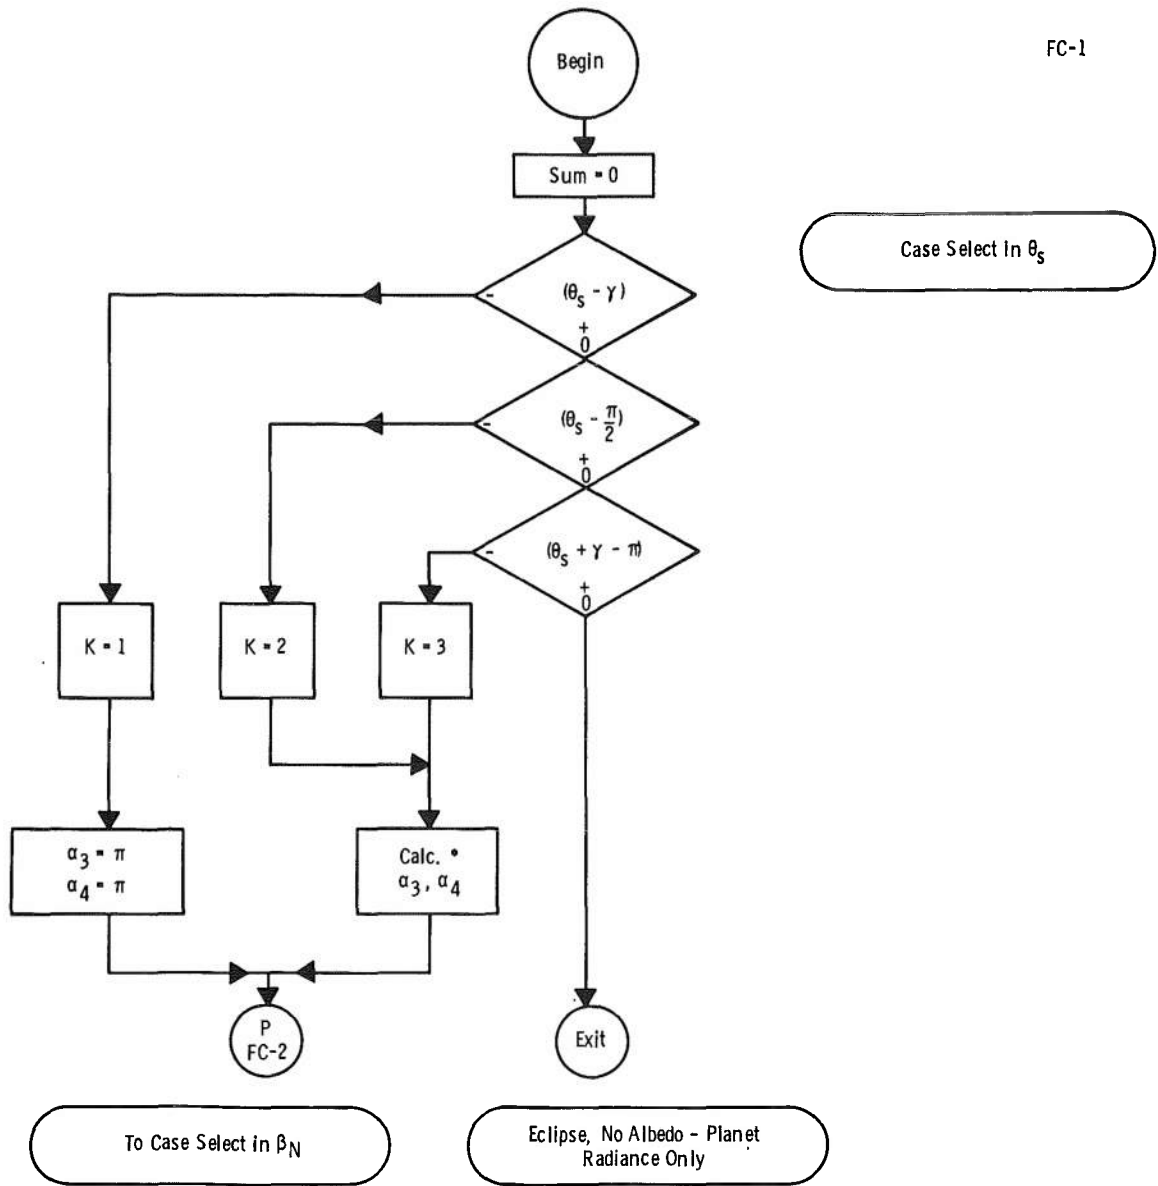 FC-1
Begin
Sum = 0
Case Select in θs
(θs - γ)
-
+
0
(θs - π/2)
-
+
0
(θs + γ - π)
-
+
0
K = 1
K = 2
K = 3
α3 = π
α4 = π
Calc. *
α3, α4
P
FC-2
Exit
To Case Select in βN
Eclipse, No Albedo - Planet
Radiance Only